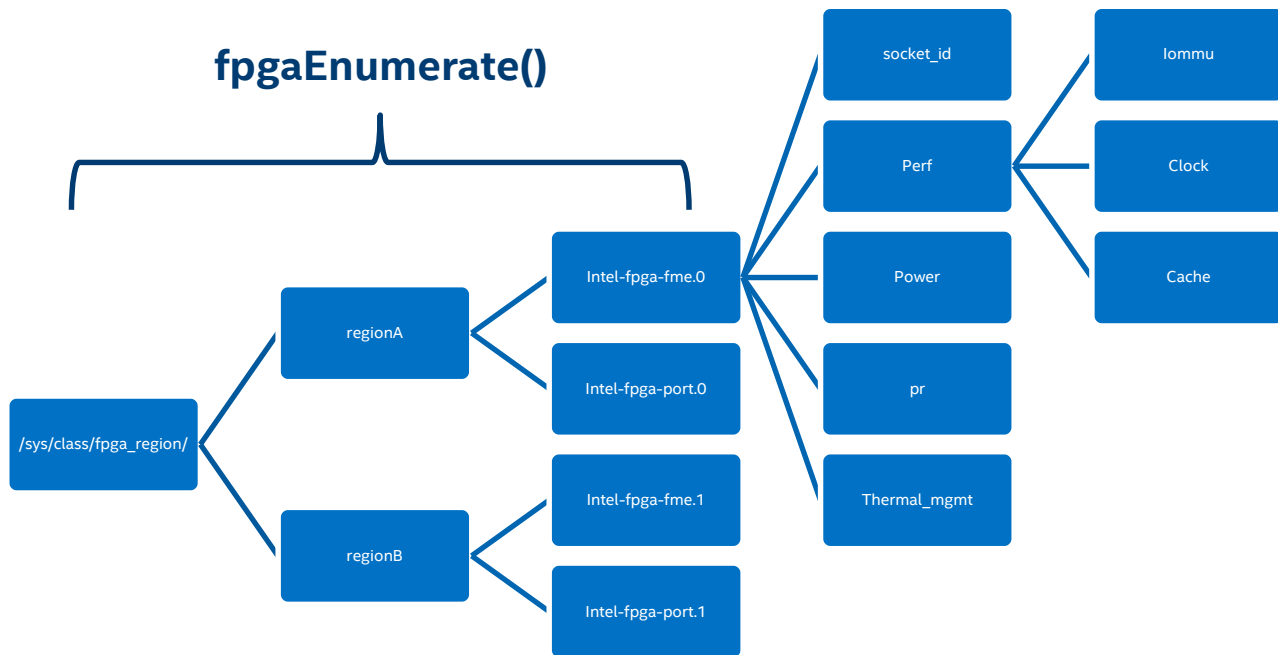 fpgaEnumerate()
/sys/class/fpga_region/
regionA
regionB
Intel-fpga-fme.0
Intel-fpga-port.0
Intel-fpga-fme.1
Intel-fpga-port.1
socket_id
Perf
Power
pr
Thermal_mgmt
Iommu
Clock
Cache